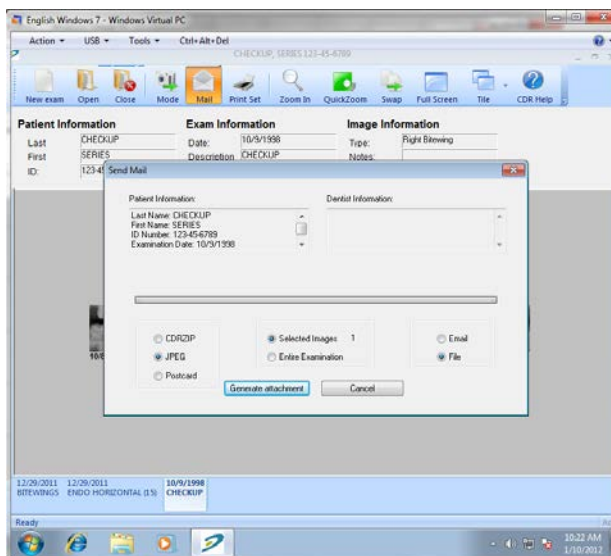 English Windows 7 - Windows Virtual PC
Action USB Tools Ctrl+Alt+Del
CHECKUP, SERIES 123-45-6789
New exam Open Close Mode Mail Print Set Zoom In QuickZoom Swap Full Screen Tile CDR Help
Patient Information Exam Information Image Information
Last CHECKUP Date: 10/9/1998 Type: Right Bitewing
First SERIES Description CHECKUP Notes:
ID: 123-45
Send Mail
Patient Information: Dentist Information:
Last Name: CHECKUP
First Name: SERIES
ID Number: 123-45-6789
Examination Date: 10/9/1998
CDRZIP Selected Images 1 Email
JPEG Entire Examination File
Postcard
Generate attachment Cancel
12/29/2011 12/29/2011 10/9/1998
BITEWINGS ENDO HORIZONTAL (15) CHECKUP
Ready
10:22 AM
1/10/2012